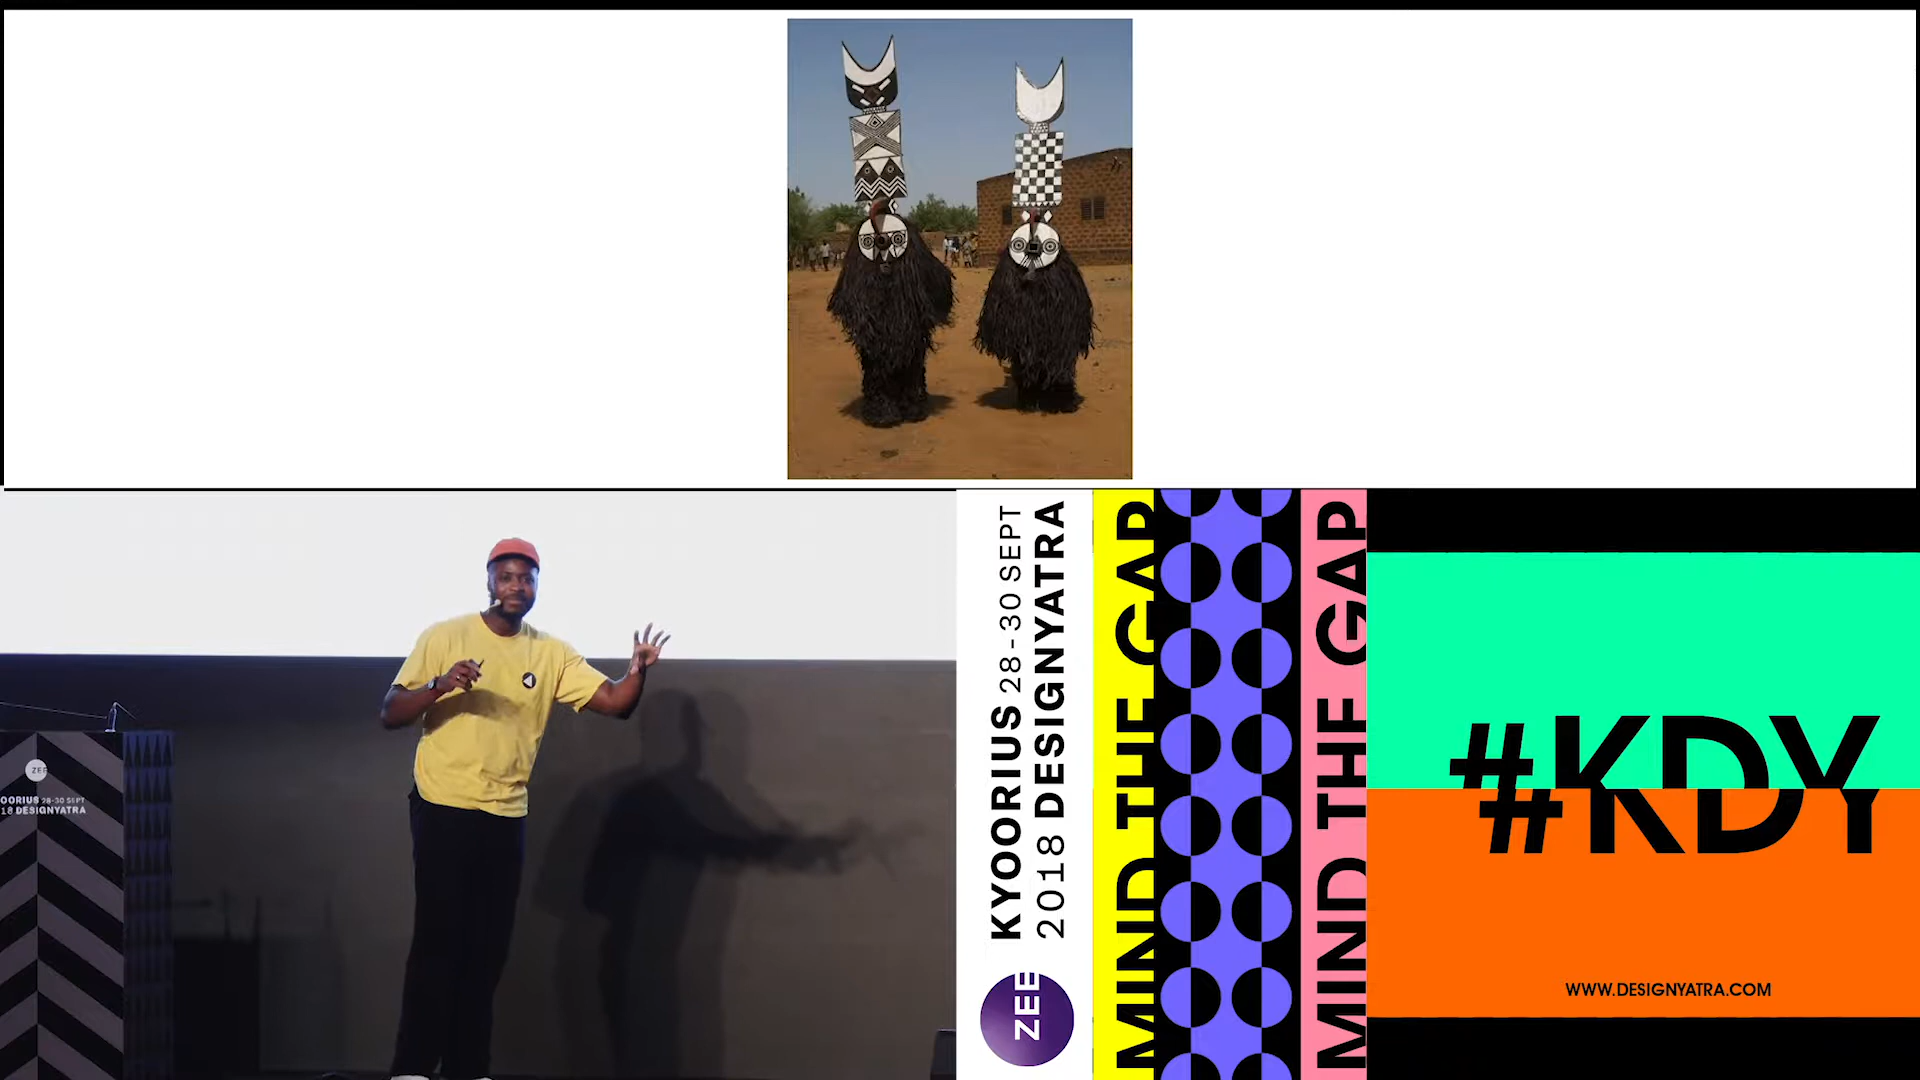 ZEE
OORIUS 28-30 SEPT
18 DESIGNYATRA
KYOORIUS 28-30 SEPT
2018 DESIGNYATRA
ZEE
MIND THE GAP
MIND THE GAP
#KDY
#KDY
WWW.DESIGNYATRA.COM